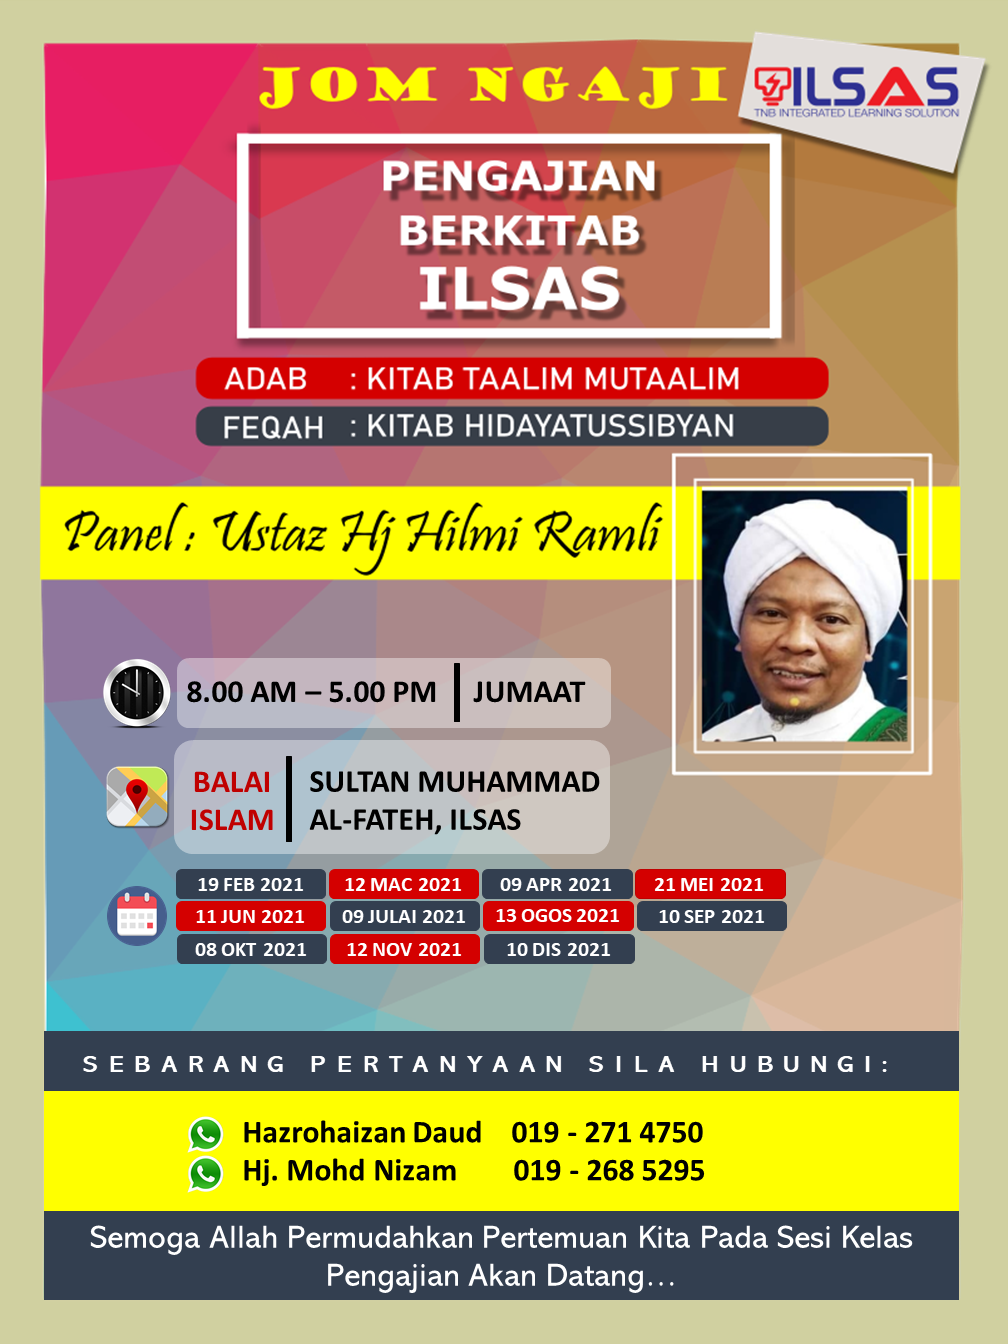 JOM NGAJI
ILSAS
TNB INTEGRATED LEARNING SOLUTION
PENGAJIAN
BERKITAB
ILSAS
ADAB : KITAB TAALIM MUTAALIM
FEQAH : KITAB HIDAYATUSSIBYAN
Panel : Ustaz Hj Hilmi Ramli
8.00 AM – 5.00 PM JUMAAT
BALAI SULTAN MUHAMMAD
ISLAM AL-FATEH, ILSAS
19 FEB 2021 12 MAC 2021 09 APR 2021 21 MEI 2021
11 JUN 2021 09 JULAI 2021 13 OGOS 2021 10 SEP 2021
08 OKT 2021 12 NOV 2021 10 DIS 2021
SEBARANG PERTANYAAN SILA HUBUNGI:
Hazrohaizan Daud 019 - 271 4750
Hj. Mohd Nizam 019 - 268 5295
Semoga Allah Permudahkan Pertemuan Kita Pada Sesi Kelas
Pengajian Akan Datang...